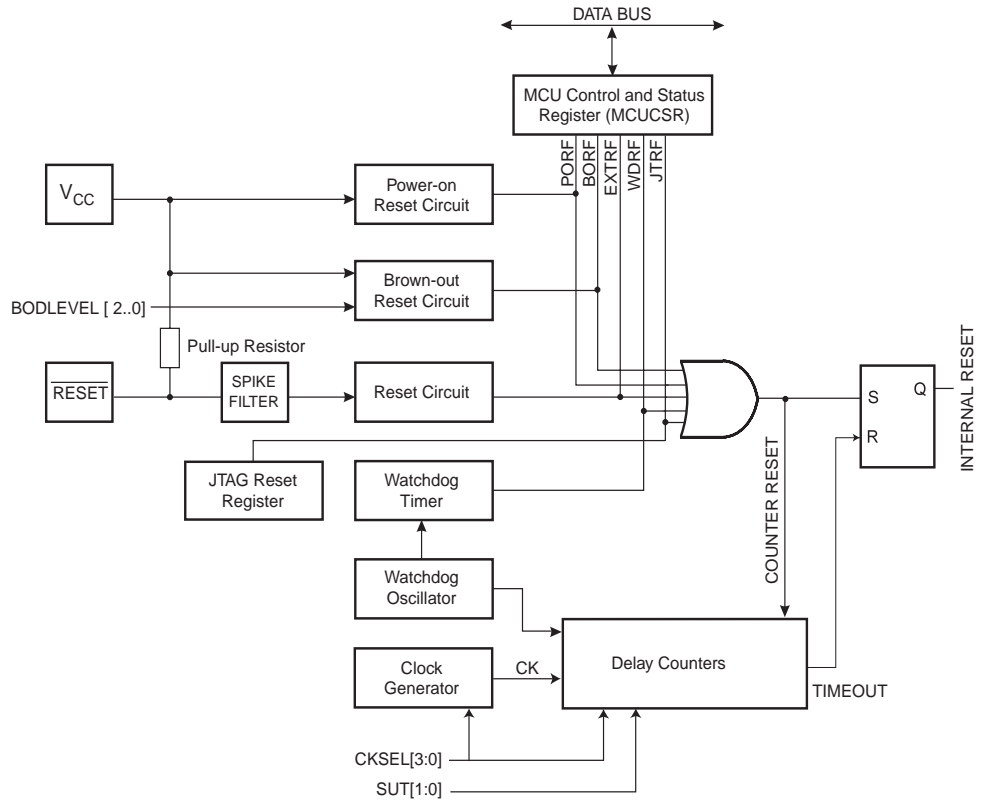 DATA BUS
MCU Control and Status
Register (MCUCSR)
PORF
BORF
EXTRF
WDRF
JTRF
VCC
Power-on
Reset Circuit
Brown-out
Reset Circuit
BODLEVEL [ 2..0]
Pull-up Resistor
RESET
SPIKE
FILTER
Reset Circuit
S
Q
R
INTERNAL RESET
JTAG Reset
Register
Watchdog
Timer
COUNTER RESET
Watchdog
Oscillator
Clock
Generator
CK
Delay Counters
TIMEOUT
CKSEL[3:0]
SUT[1:0]